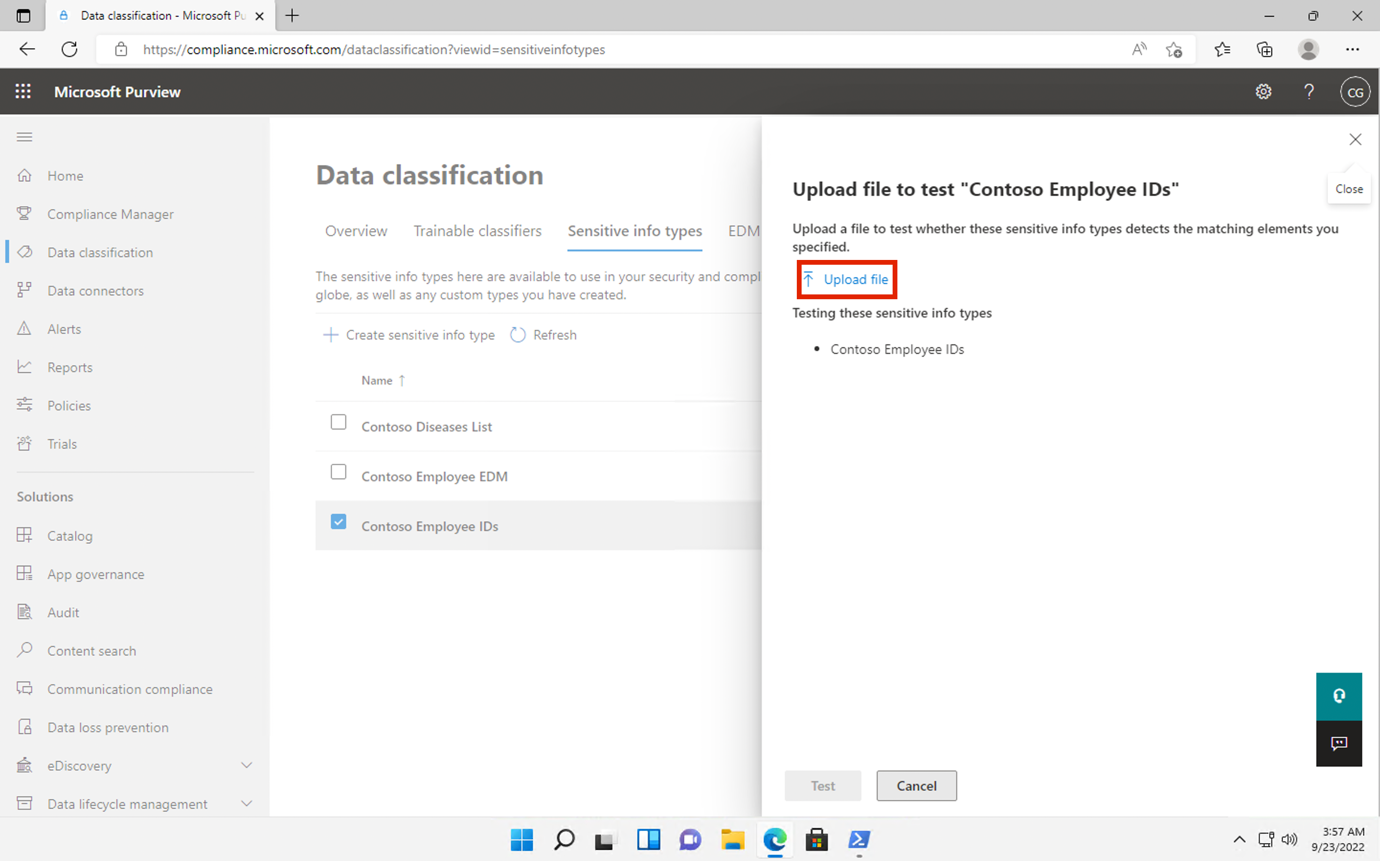 Data classification - Microsoft Pu
https://compliance.microsoft.com/dataclassification?viewid=sensitiveinfotypes
Microsoft Purview
CG
Home
Compliance Manager
Data classification
Data connectors
Alerts
Reports
Policies
Trials
Solutions
Catalog
App governance
Audit
Content search
Communication compliance
Data loss prevention
eDiscovery
Data lifecycle management
Data classification
Overview Trainable classifiers Sensitive info types EDM
The sensitive info types here are available to use in your security and compl
globe, as well as any custom types you have created.
Create sensitive info type Refresh
Name ↑
Contoso Diseases List
Contoso Employee EDM
Contoso Employee IDs
Close
Upload file to test "Contoso Employee IDs"
Upload a file to test whether these sensitive info types detects the matching elements you
specified.
Upload file
Testing these sensitive info types
• Contoso Employee IDs
Test Cancel
3:57 AM
9/23/2022